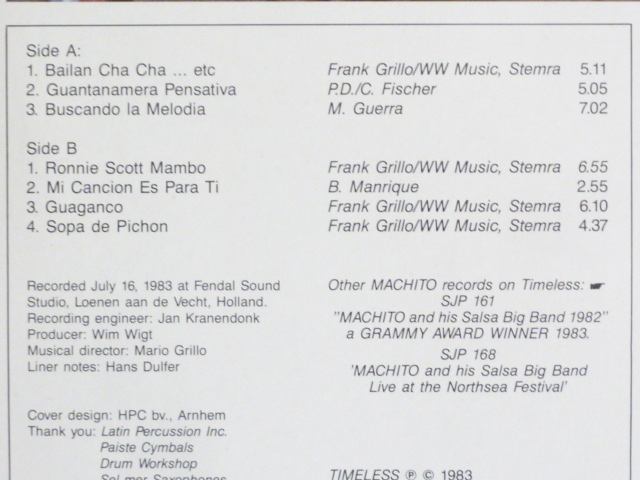 Side A:
1. Bailan Cha Cha ... etc Frank Grillo/WW Music, Stemra 5.11
2. Guantanamera Pensativa P.D./C. Fischer 5.05
3. Buscando la Melodia M. Guerra 7.02
Side B
1. Ronnie Scott Mambo Frank Grillo/WW Music, Stemra 6.55
2. Mi Cancion Es Para Ti B. Manrique 2.55
3. Guaganco Frank Grillo/WW Music, Stemra 6.10
4. Sopa de Pichon Frank Grillo/WW Music, Stemra 4.37
Recorded July 16, 1983 at Fendal Sound
Studio, Loenen aan de Vecht, Holland.
Recording engineer: Jan Kranendonk
Producer: Wim Wigt
Musical director: Mario Grillo
Liner notes: Hans Dulfer
Other MACHITO records on Timeless: ☛
SJP 161
"MACHITO and his Salsa Big Band 1982"
a GRAMMY AWARD WINNER 1983.
SJP 168
'MACHITO and his Salsa Big Band
Live at the Northsea Festival'
Cover design: HPC bv., Arnhem
Thank you: Latin Percussion Inc.
Paiste Cymbals
Drum Workshop
Saxophones
TIMELESS ℗ © 1983